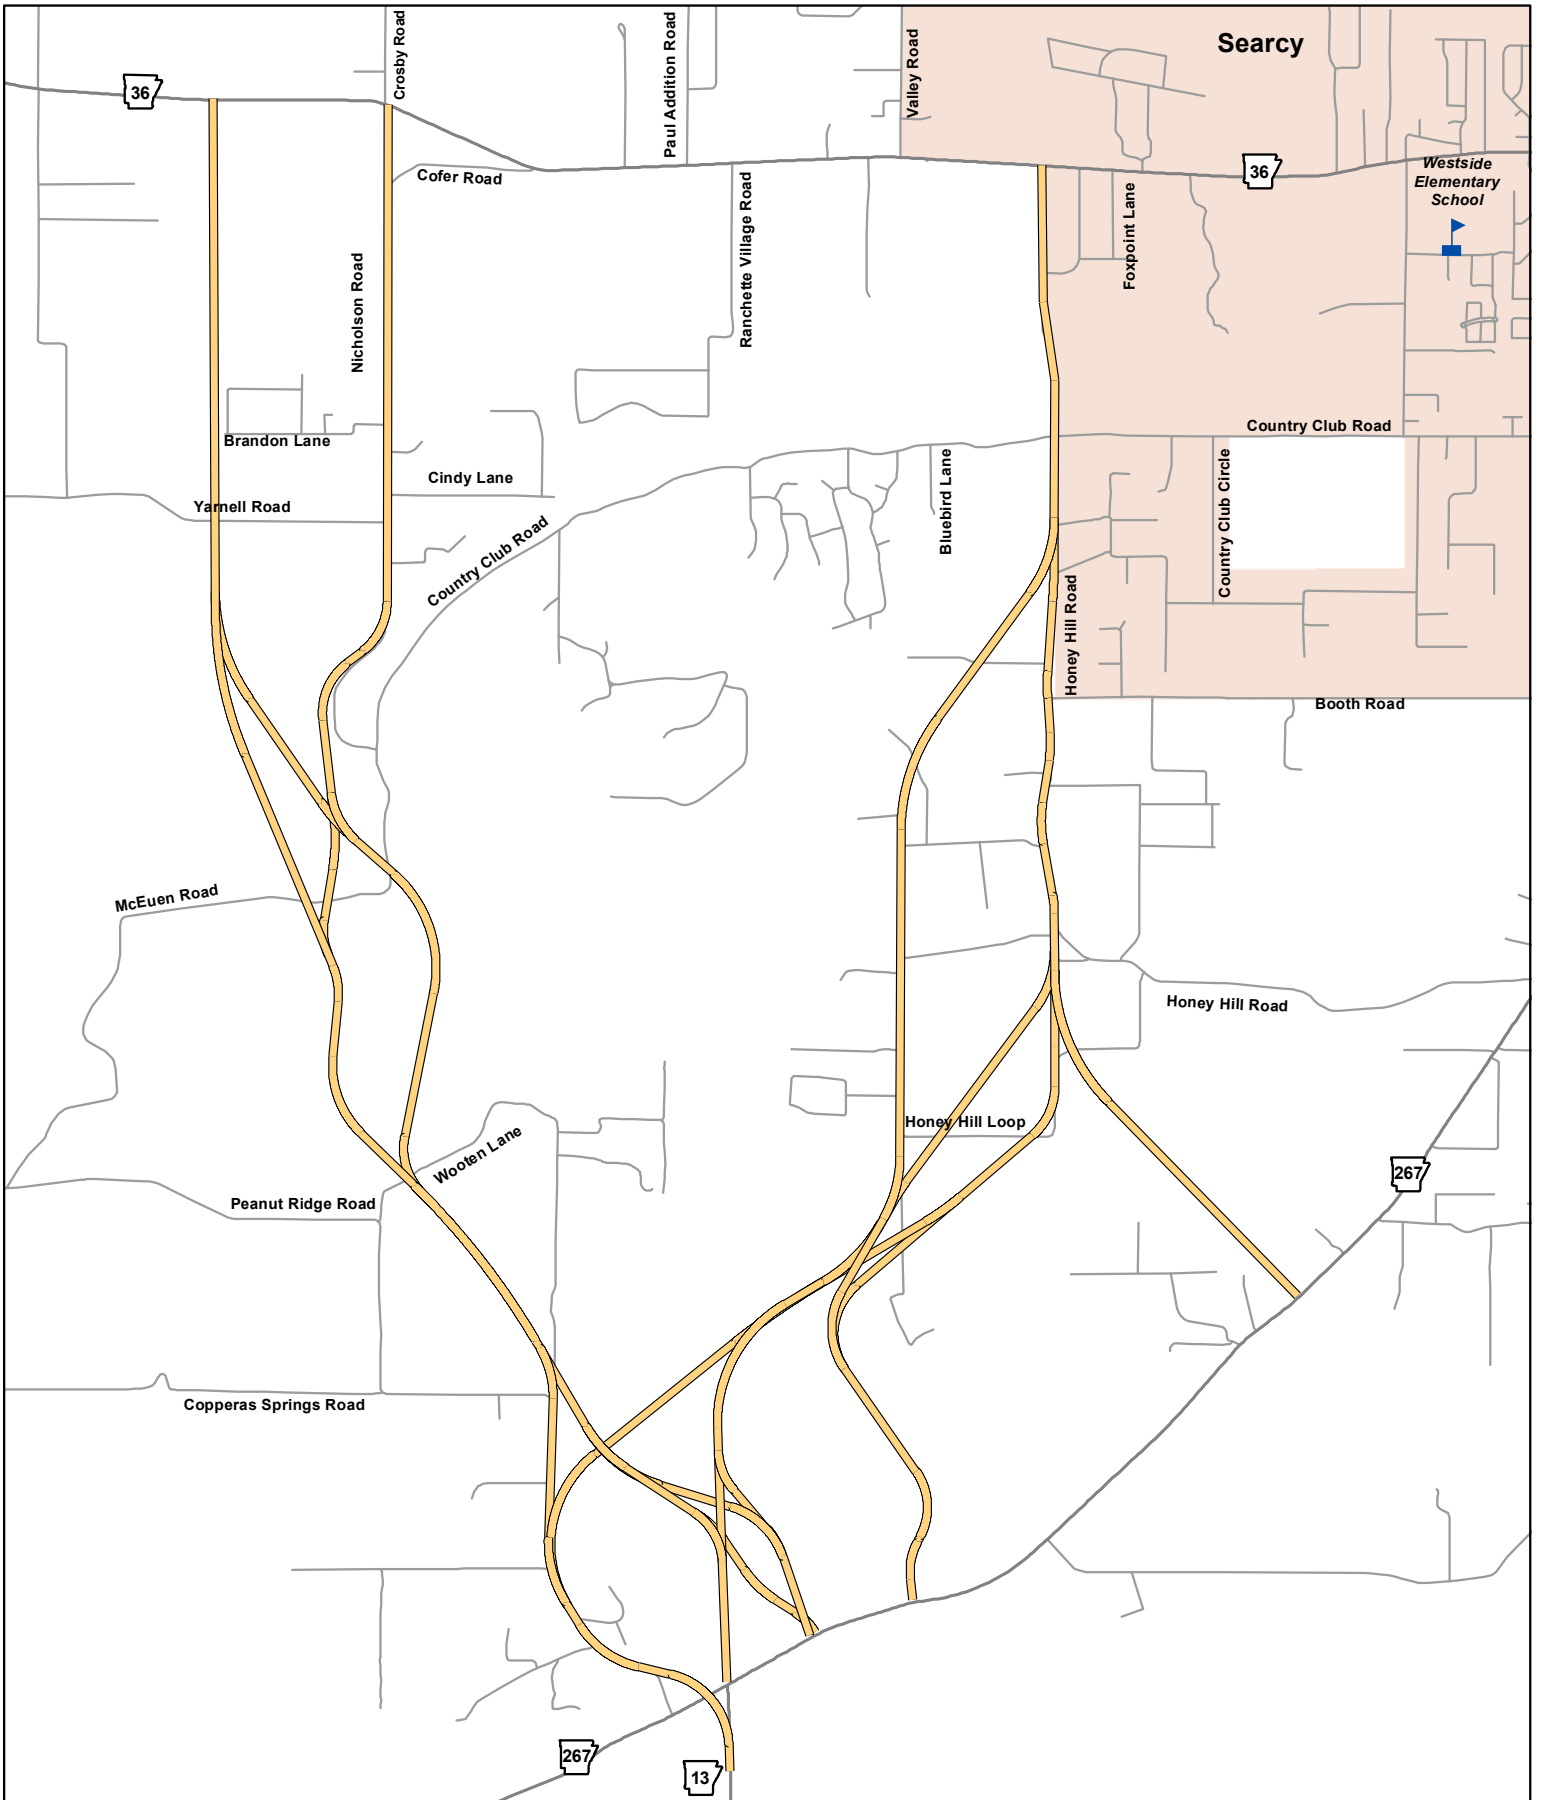 Searcy
Crosby Road
Paul Addition Road
Valley Road
36
36
Westside
Elementary
School
Cofer Road
Ranchette Village Road
Foxpoint Lane
Nicholson Road
Brandon Lane
Country Club Road
Cindy Lane
Yarnell Road
Bluebird Lane
Country Club Circle
Country Club Road
Honey Hill Road
Booth Road
McEuen Road
Honey Hill Road
Honey Hill Loop
Wooten Lane
267
Peanut Ridge Road
Copperas Springs Road
267
13